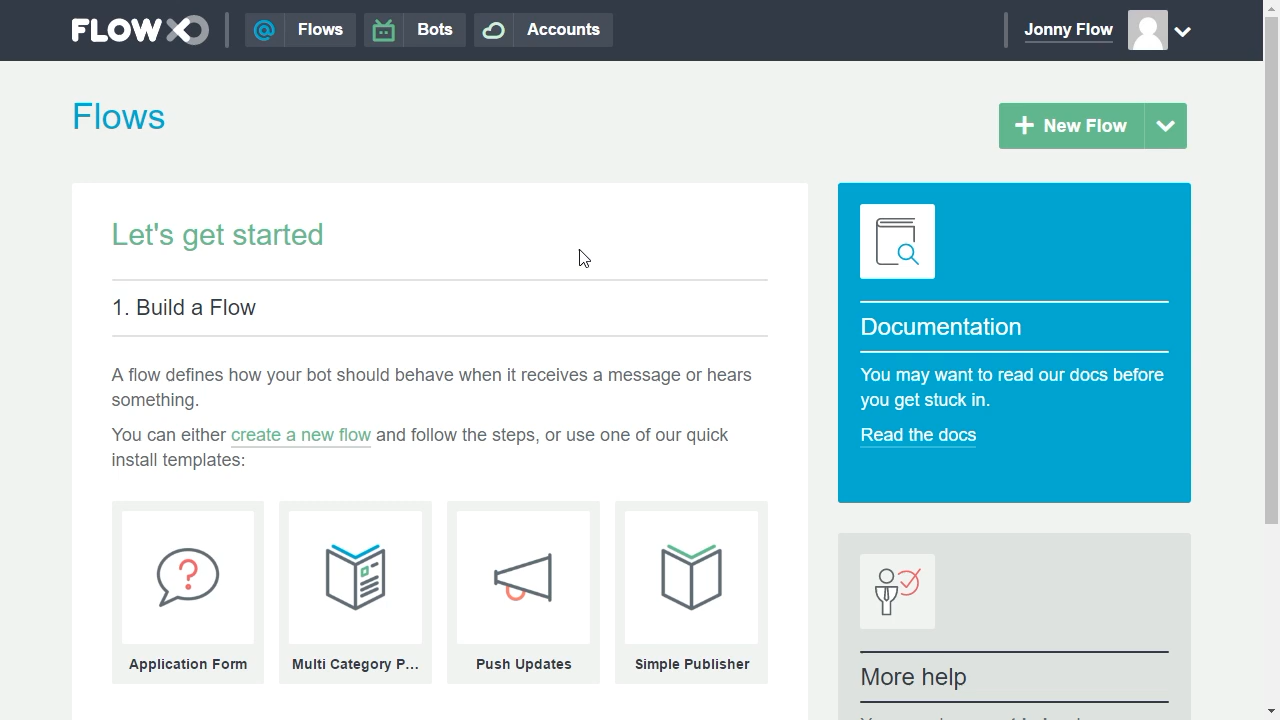 FLOW XO
Flows
Bots
Accounts
Jonny Flow
Flows
+ New Flow
Let's get started
1. Build a Flow
A flow defines how your bot should behave when it receives a message or hears
something.
You can either create a new flow and follow the steps, or use one of our quick
install templates:
Application Form
Multi Category P...
Push Updates
Simple Publisher
Documentation
You may want to read our docs before
you get stuck in.
Read the docs
More help